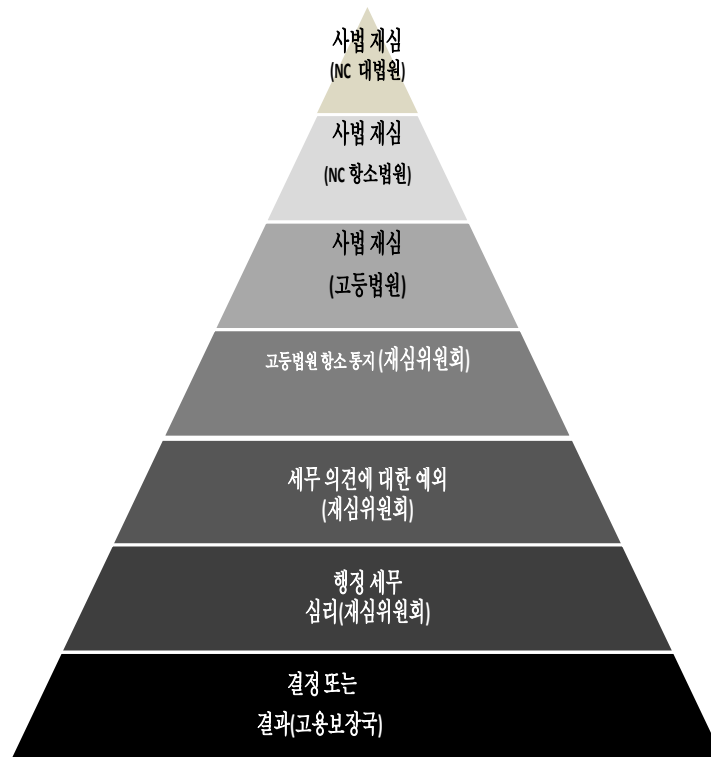 사법 재심
(NC 대법원)
사법 재심
(NC 항소법원)
사법 재심
(고등법원)
고등법원 항소 통지 (재심위원회)
세무 의견에 대한 예외
(재심위원회)
행정 세무
심리(재심위원회)
결정 또는
결과(고용보장국)